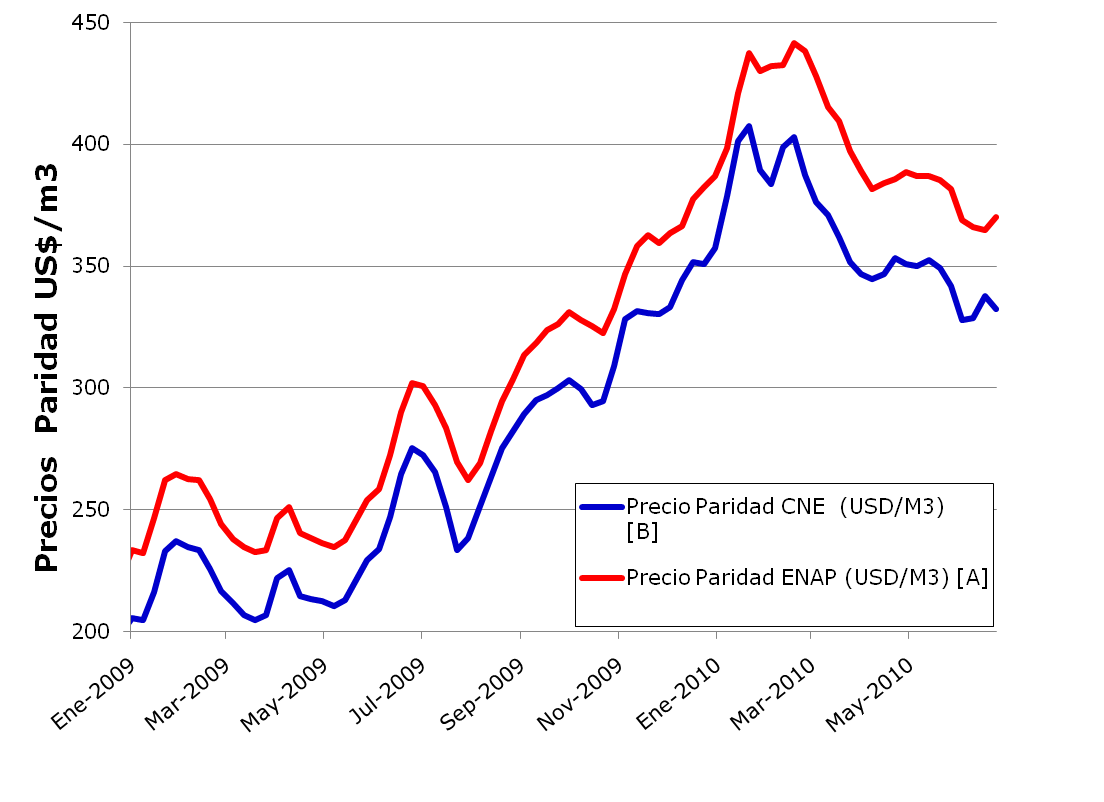 450
400
350
300
250
200
Precios  Paridad US$/m3
Precio Paridad CNE  (USD/M3)
[B]
Precio Paridad ENAP (USD/M3) [A]
Ene-2009
Mar-2009
May-2009
Jul-2009
Sep-2009
Nov-2009
Ene-2010
Mar-2010
May-2010